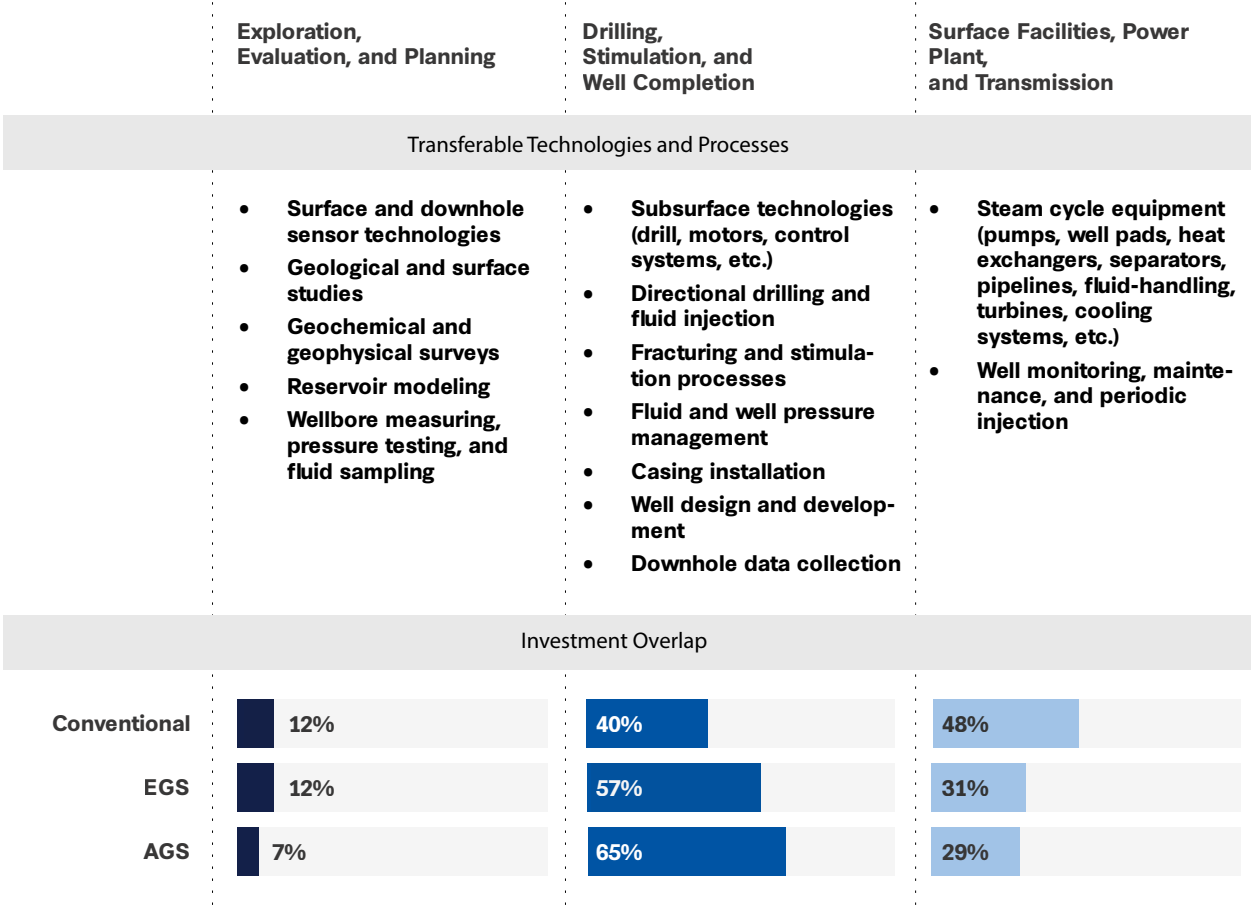 Exploration,
Evaluation, and Planning
Drilling,
Stimulation, and
Well Completion
Surface Facilities, Power
Plant,
and Transmission
Transferable Technologies and Processes
• Surface and downhole
sensor technologies
• Geological and surface
studies
• Geochemical and
geophysical surveys
• Reservoir modeling
• Wellbore measuring,
pressure testing, and
fluid sampling
• Subsurface technologies
(drill, motors, control
systems, etc.)
• Directional drilling and
fluid injection
• Fracturing and stimula-
tion processes
• Fluid and well pressure
management
• Casing installation
• Well design and develop-
ment
• Downhole data collection
• Steam cycle equipment
(pumps, well pads, heat
exchangers, separators,
pipelines, fluid-handling,
turbines, cooling
systems, etc.)
• Well monitoring, mainte-
nance, and periodic
injection
Investment Overlap
Conventional 12% 40% 48%
EGS 12% 57% 31%
AGS 7% 65% 29%